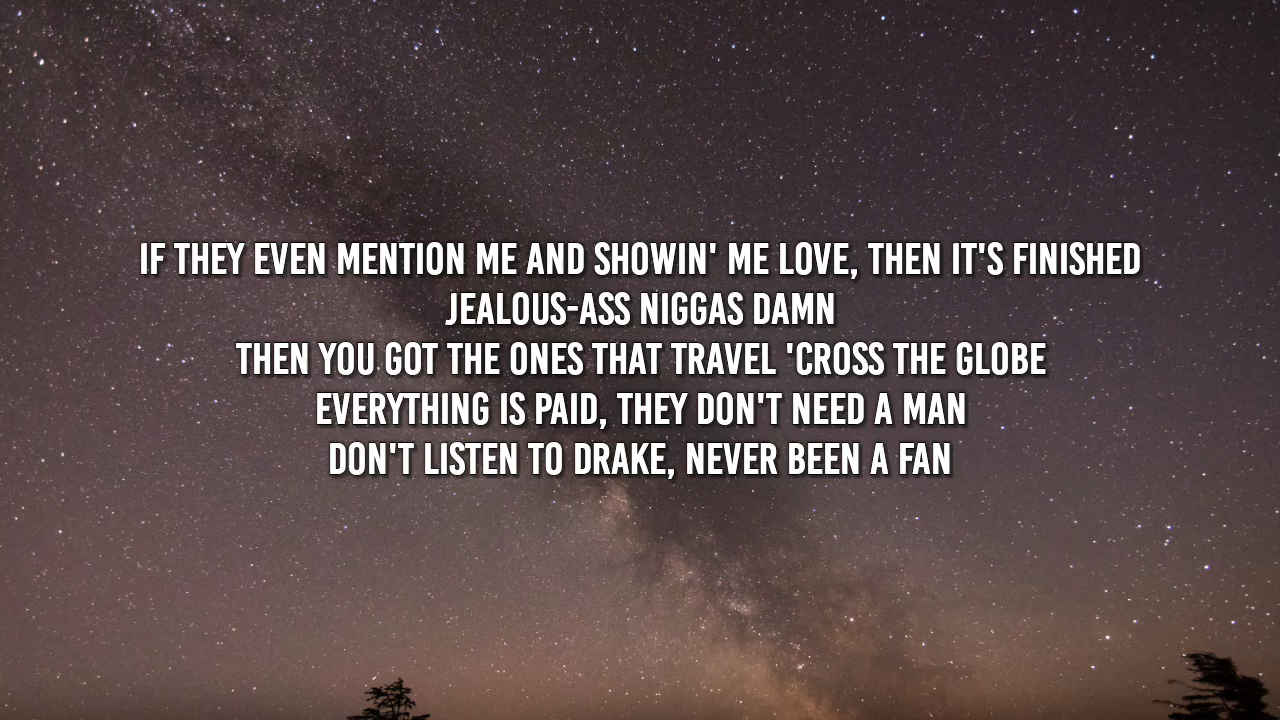 IF THEY EVEN MENTION ME AND SHOWIN' ME LOVE, THEN IT'S FINISHED
JEALOUS-ASS NIGGAS DAMN
THEN YOU GOT THE ONES THAT TRAVEL 'CROSS THE GLOBE
EVERYTHING IS PAID, THEY DON'T NEED A MAN
DON'T LISTEN TO DRAKE, NEVER BEEN A FAN